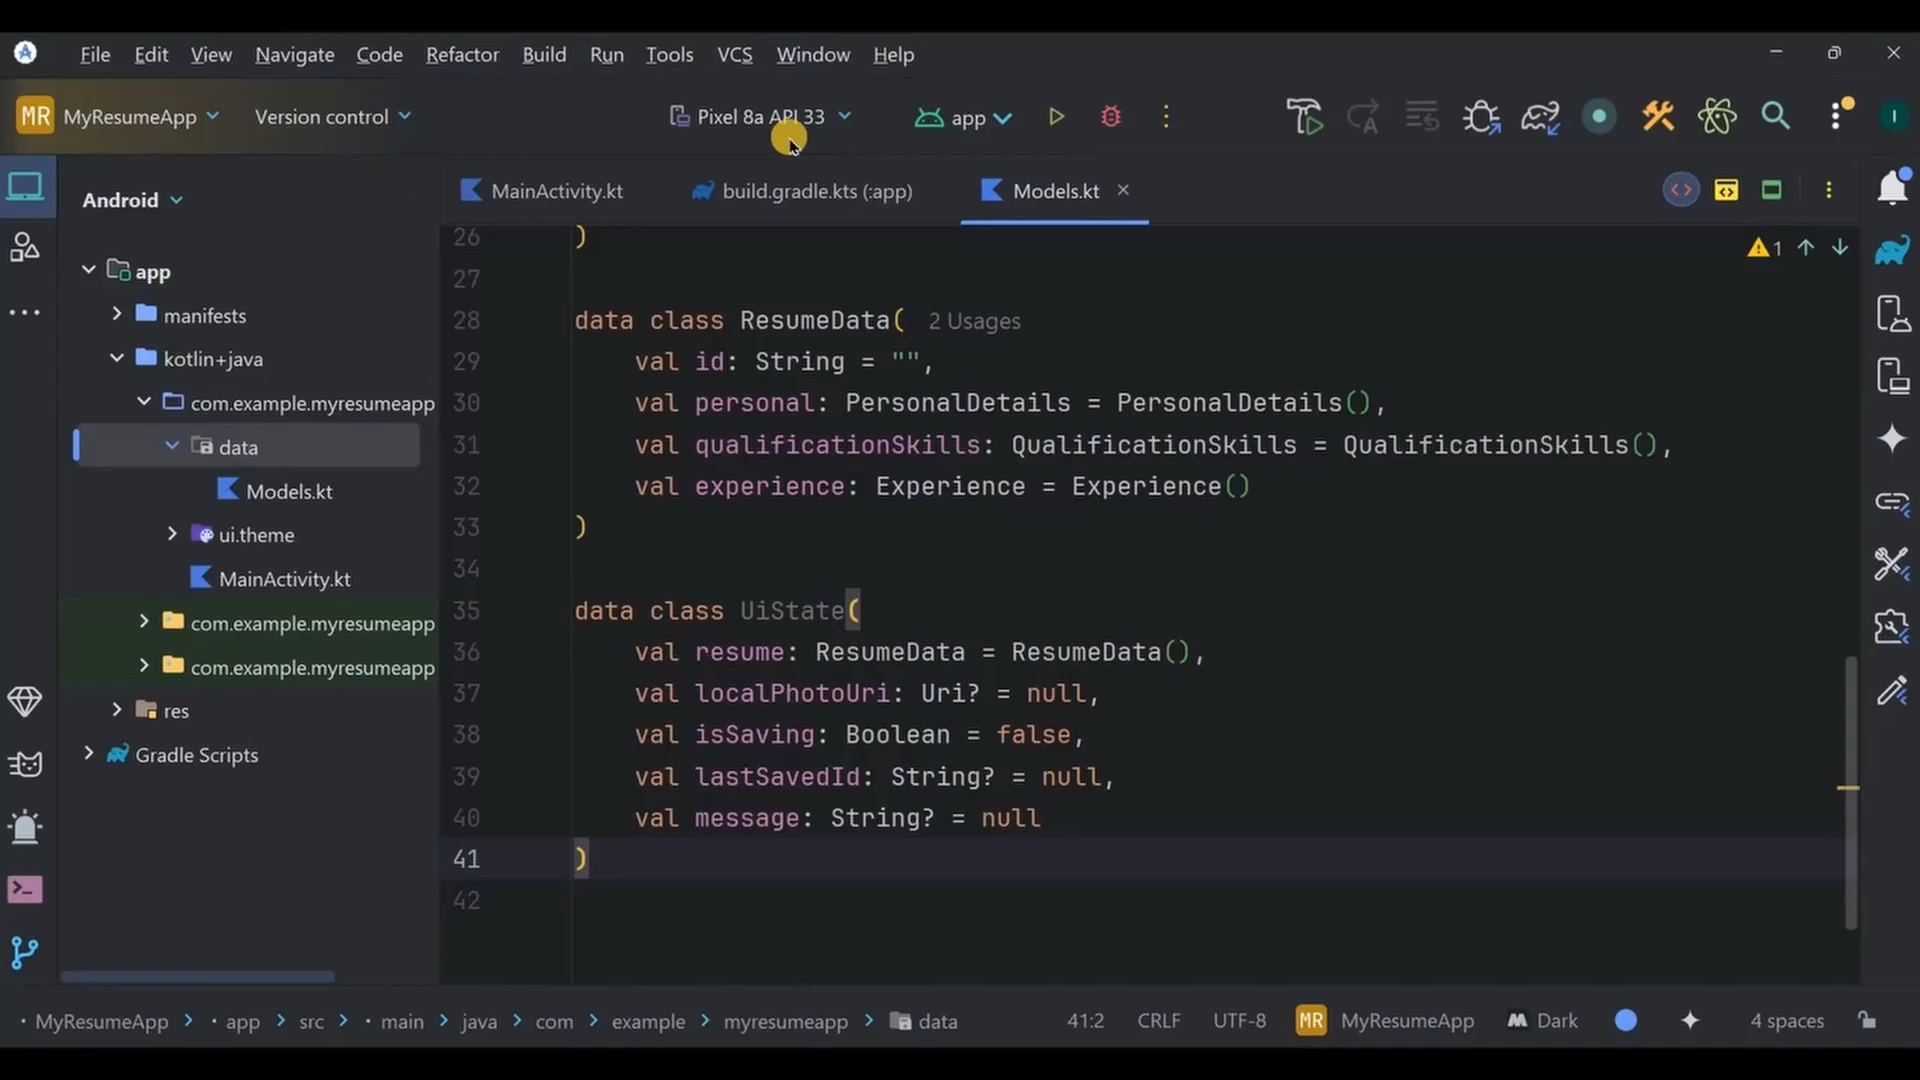 File Edit View Navigate Code Refactor Build Run Tools VCS Window Help
MR MyResumeApp Version control Pixel 8a API 33 app I
Android
app
manifests
kotlin+java
com.example.myresumeapp
data
Models.kt
ui.theme
MainActivity.kt
com.example.myresumeapp
com.example.myresumeapp
res
Gradle Scripts
MainActivity.kt build.gradle.kts (:app) Models.kt
1
26 )
27
28 data class ResumeData( 2 Usages
29 val id: String = "",
30 val personal: PersonalDetails = PersonalDetails(),
31 val qualificationSkills: QualificationSkills = QualificationSkills(),
32 val experience: Experience = Experience()
33 )
34
35 data class UiState(
36 val resume: ResumeData = ResumeData(),
37 val localPhotoUri: Uri? = null,
38 val isSaving: Boolean = false,
39 val lastSavedId: String? = null,
40 val message: String? = null
41 )
42
MyResumeApp > app > src > main > java > com > example > myresumeapp > data 41:2 CRLF UTF-8 MR MyResumeApp Dark 4 spaces